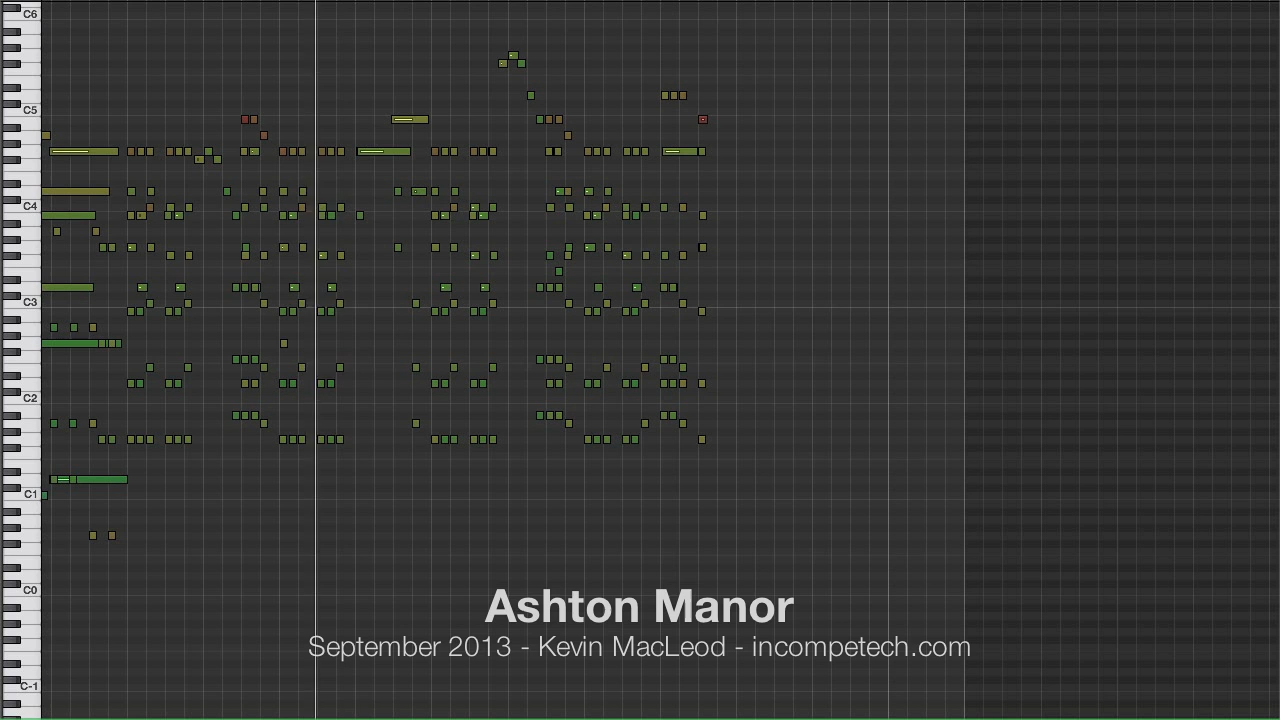 C6
C5
C4
C3
C2
C1
C0
C-1
Ashton Manor
September 2013 - Kevin MacLeod - incompetech.com